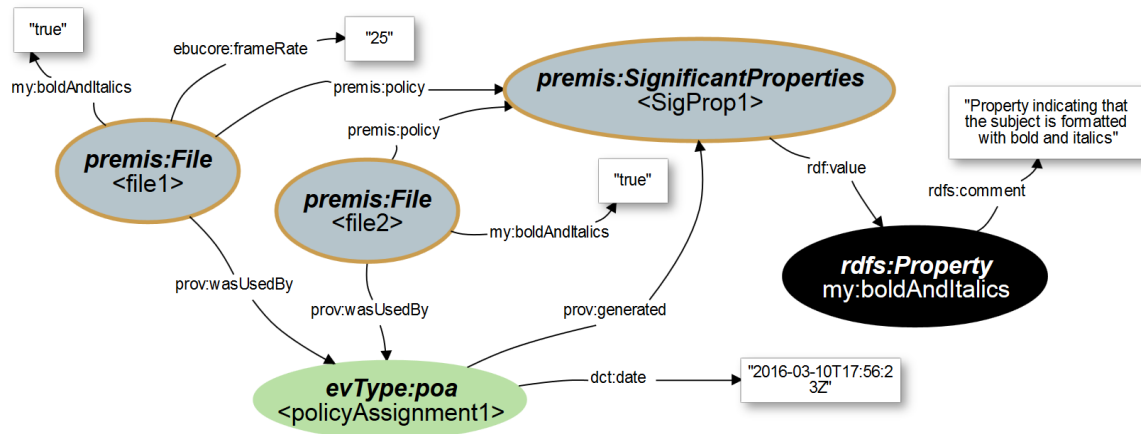 "true"
ebucore:frameRate
"25"
my:boldAndItalics
premis:policy
premis:SignificantProperties
<SigProp1>
"Property indicating that
the subject is formatted
with bold and italics"
premis:policy
premis:File
<file1>
rdf:value
"true"
rdfs:comment
premis:File
<file2>
my:boldAndItalics
rdfs:Property
my:boldAndItalics
prov:wasUsedBy
prov:wasUsedBy
prov:generated
dct:date
"2016-03-10T17:56:2
3Z"
evType:poa
<policyAssignment1>